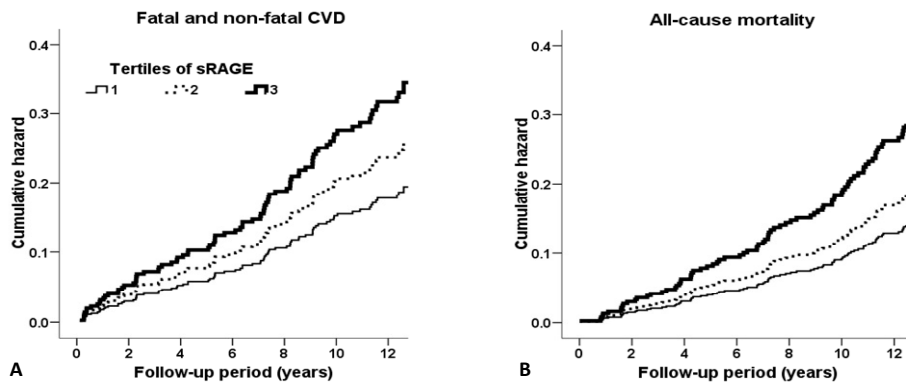 Fatal and non-fatal CVD
Tertiles of sRAGE
1 2 3
Cumulative hazard
0.4
0.3
0.2
0.1
0.0
0 2 4 6 8 10 12
Follow-up period (years)
A
All-cause mortality
Cumulative hazard
0.4
0.3
0.2
0.1
0.0
0 2 4 6 8 10 12
Follow-up period (years)
B